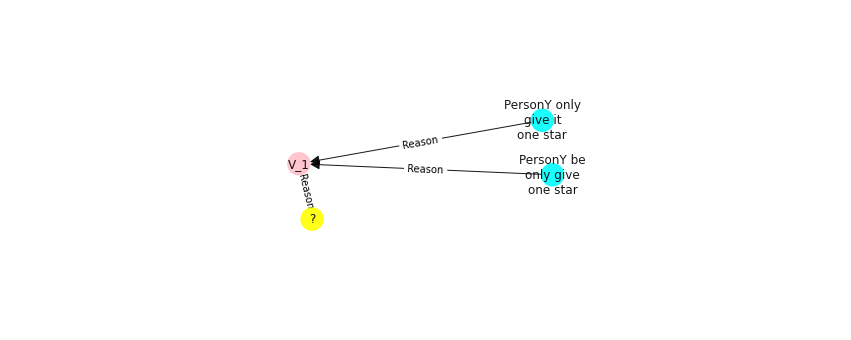 PersonY only
give it
one star
Reason
PersonY be
only give
one star
Reason
V_1
Reason
?